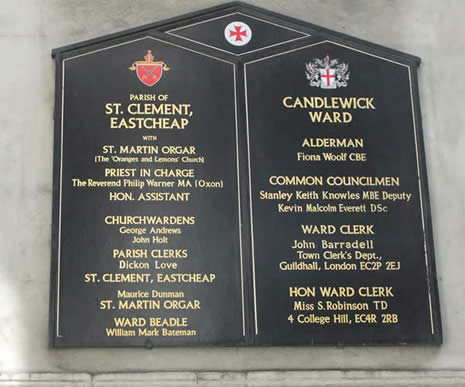 PARISH OF
ST. CLEMENT,
EASTCHEAP
WITH
ST. MARTIN ORGAR
(The 'Oranges and Lemons' Church)
PRIEST IN CHARGE
The Reverend Philip Warner MA (Oxon)
HON. ASSISTANT
CHURCHWARDENS
George Andrews
John Holt
PARISH CLERKS
Dickon Love
ST. CLEMENT, EASTCHEAP
Maurice Dunman
ST. MARTIN ORGAR
WARD BEADLE
William Mark Bateman
CANDLEWICK
WARD
ALDERMAN
Fiona Woolf CBE
COMMON COUNCILMEN
Stanley Keith Knowles MBE Deputy
Kevin Malcolm Everett DSc
WARD CLERK
John Barradell
Town Clerk's Dept.,
Guildhall, London EC2P 2EJ
HON WARD CLERK
Miss S.Robinson TD
4 College Hill, EC4R 2RB